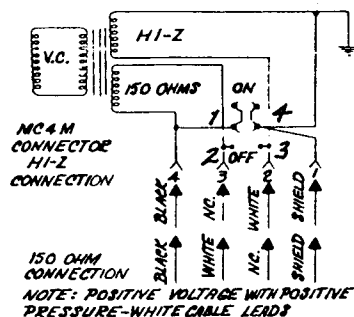 HI-Z
V.C.
150 OHMS
ON
1 4
MC4M
CONNECTOR
HI-Z
CONNECTION
2 OFF 3
4 3 2 1
BLACK NC. WHITE SHIELD
BLACK WHITE NC. SHIELD
150 OHM
CONNECTION
NOTE: POSITIVE VOLTAGE WITH POSITIVE
PRESSURE-WHITE CABLE LEADS